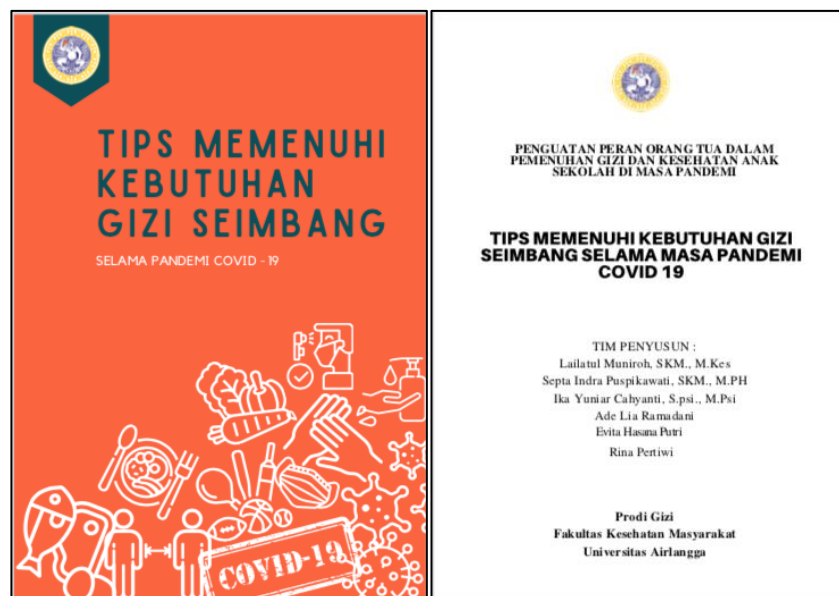 TIPS MEMENUHI
KEBUTUHAN
GIZI SEIMBANG
SELAMA PANDEMI COVID - 19
COVID-19
PENGUATAN PERAN ORANG TUA DALAM
PEMENUHAN GIZI DAN KESEHATAN ANAK
SEKOLAH DI MASA PANDEMI
TIPS MEMENUHI KEBUTUHAN GIZI
SEIMBANG SELAMA MASA PANDEMI
COVID 19
TIM PENYUSUN :
Lailatul Muniroh, SKM., M.Kes
Septa Indra Puspikawati, SKM., M.PH
Ika Yuniar Cahyanti, S.psi., M.Psi
Ade Lia Ramadani
Evita Hasana Putri
Rina Pertiwi
Prodi Gizi
Fakultas Kesehatan Masyarakat
Universitas Airlangga